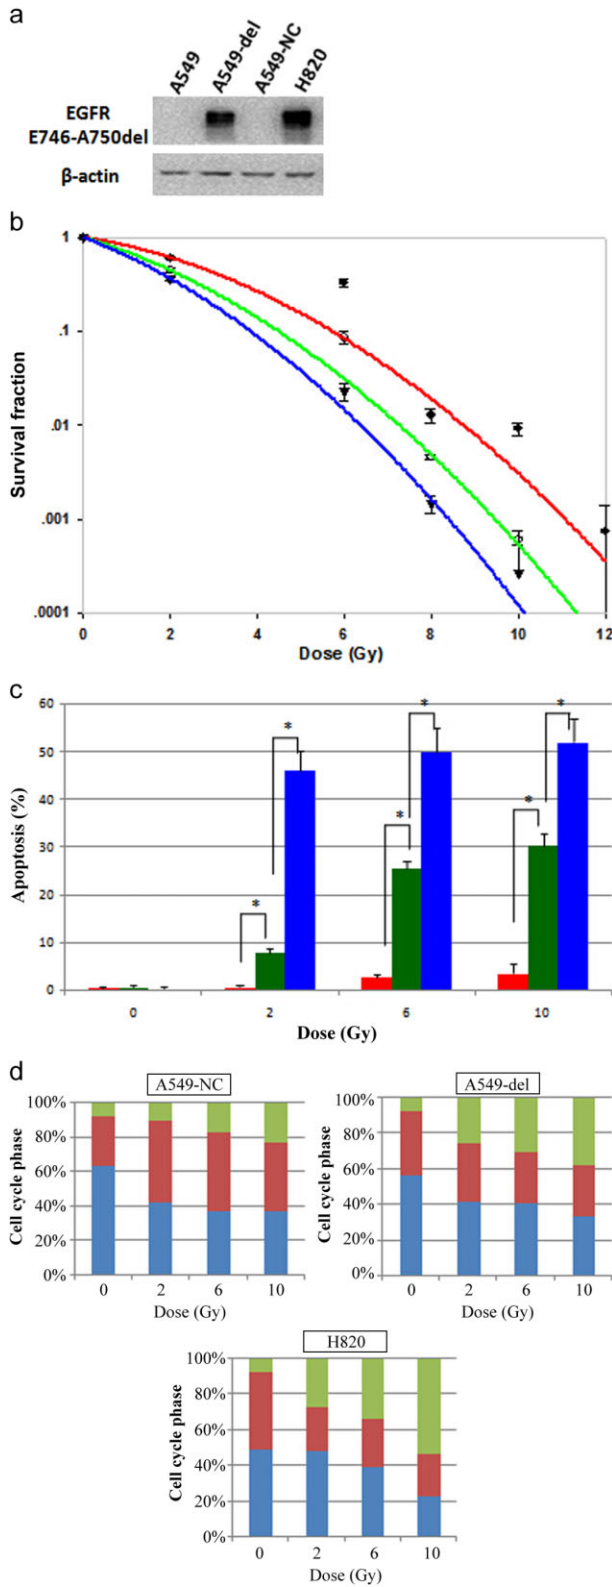 a
A549
A549-del
A549-NC
H820
EGFR
E746-A750del
β-actin
b
Survival fraction
1
.1
.01
.001
.0001
0 2 4 6 8 10 12
Dose (Gy)
c
Apoptosis (%)
60
50
40
30
20
10
0
* * *
* * *
0 2 6 10
Dose (Gy)
d
A549-NC
Cell cycle phase
100%
80%
60%
40%
20%
0%
0 2 6 10
Dose (Gy)
A549-del
Cell cycle phase
100%
80%
60%
40%
20%
0%
0 2 6 10
Dose (Gy)
H820
Cell cycle phase
100%
80%
60%
40%
20%
0%
0 2 6 10
Dose (Gy)